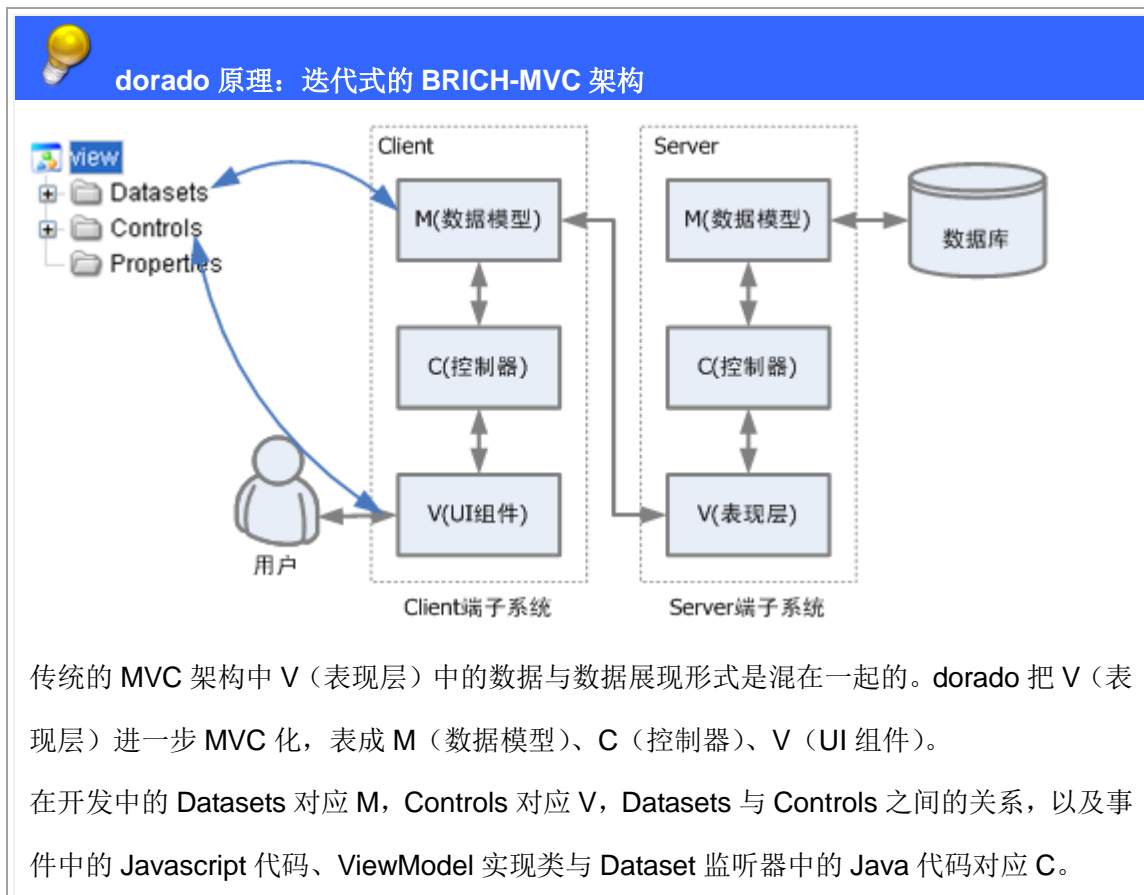 dorado 原理：迭代式的 BRICH-MVC 架构
view
Datasets
Controls
Properties
Client
M(数据模型)
C(控制器)
V(UI组件)
Client端子系统
Server
M(数据模型)
C(控制器)
V(表现层)
Server端子系统
数据库
用户
传统的 MVC 架构中 V（表现层）中的数据与数据展现形式是混在一起的。dorado 把 V（表
现层）进一步 MVC 化，表成 M（数据模型）、C（控制器）、V（UI 组件）。
在开发中的 Datasets 对应 M，Controls 对应 V，Datasets 与 Controls 之间的关系，以及事
件中的 Javascript 代码、ViewModel 实现类与 Dataset 监听器中的 Java 代码对应 C。